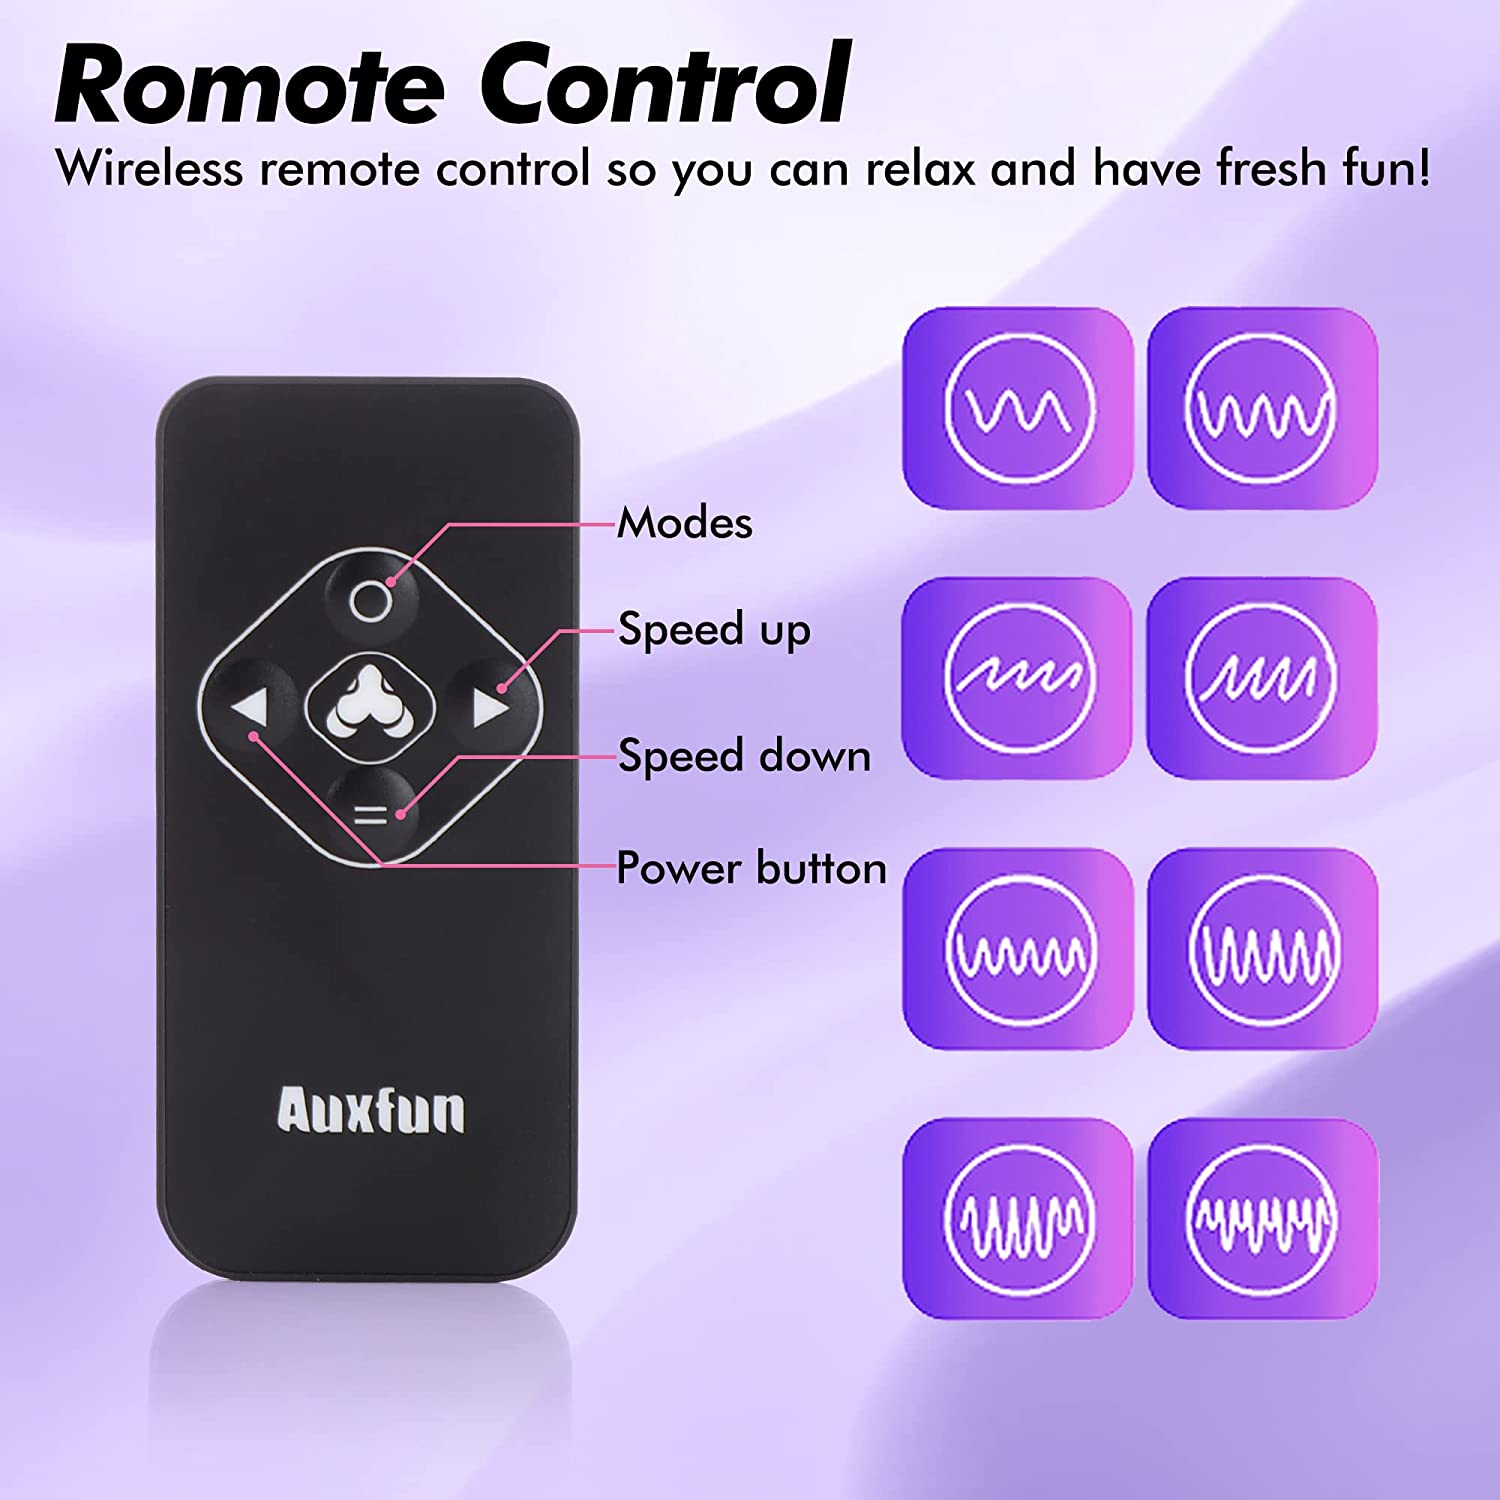 Romote Control
Wireless remote control so you can relax and have fresh fun!
Modes
Speed up
Speed down
Power button
Auxfun